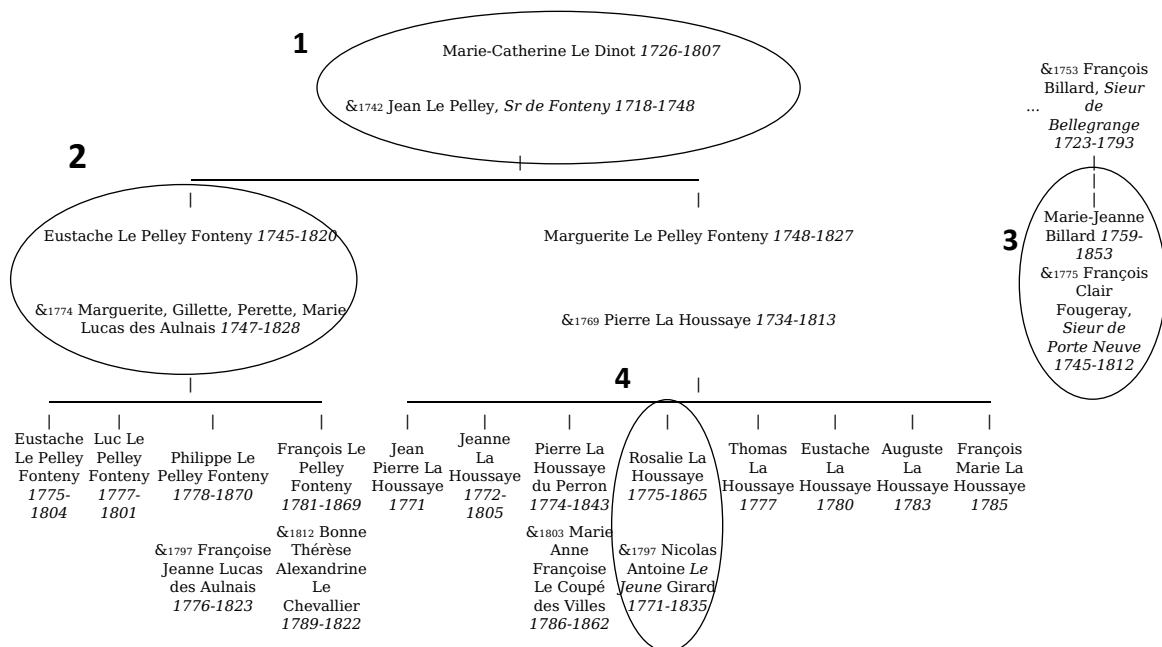 1
Marie-Catherine Le Dinot 1726-1807
&1742 Jean Le Pelley, Sr de Fonteny 1718-1748
...
&1753 François
Billard, Sieur
de
Bellegrange
1723-1793
2
Eustache Le Pelley Fonteny 1745-1820
&1774 Marguerite, Gillette, Perette, Marie
Lucas des Aulnais 1747-1828
Marguerite Le Pelley Fonteny 1748-1827
&1769 Pierre La Houssaye 1734-1813
3
Marie-Jeanne
Billard 1759-
1853
&1775 François
Clair
Fougeray,
Sieur de
Porte Neuve
1745-1812
4
Eustache
Le Pelley
Fonteny
1775-
1804
Luc Le
Pelley
Fonteny
1777-
1801
Philippe Le
Pelley Fonteny
1778-1870
&1797 Françoise
Jeanne Lucas
des Aulnais
1776-1823
François Le
Pelley
Fonteny
1781-1869
&1812 Bonne
Thérèse
Alexandrine
Le
Chevallier
1789-1822
Jean
Pierre La
Houssaye
1771
Jeanne
La
Houssaye
1772-
1805
Pierre La
Houssaye
du Perron
1774-1843
&1803 Marie
Anne
Françoise
Le Coupé
des Villes
1786-1862
Rosalie La
Houssaye
1775-1865
&1797 Nicolas
Antoine Le
Jeune Girard
1771-1835
Thomas
La
Houssaye
1777
Eustache
La
Houssaye
1780
Auguste
La
Houssaye
1783
François
Marie La
Houssaye
1785